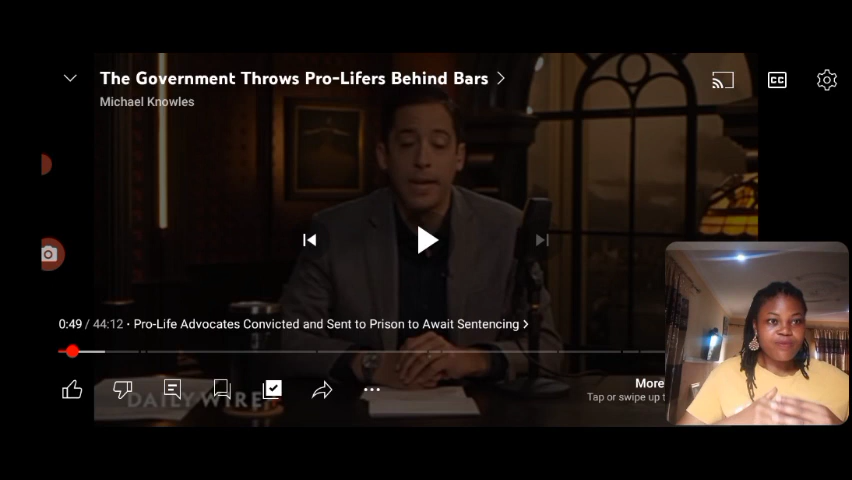 The Government Throws Pro-Lifers Behind Bars
Michael Knowles
CC
0:49 / 44:12 • Pro-Life Advocates Convicted and Sent to Prison to Await Sentencing
DAILY WIRE
More
Tap or swipe up